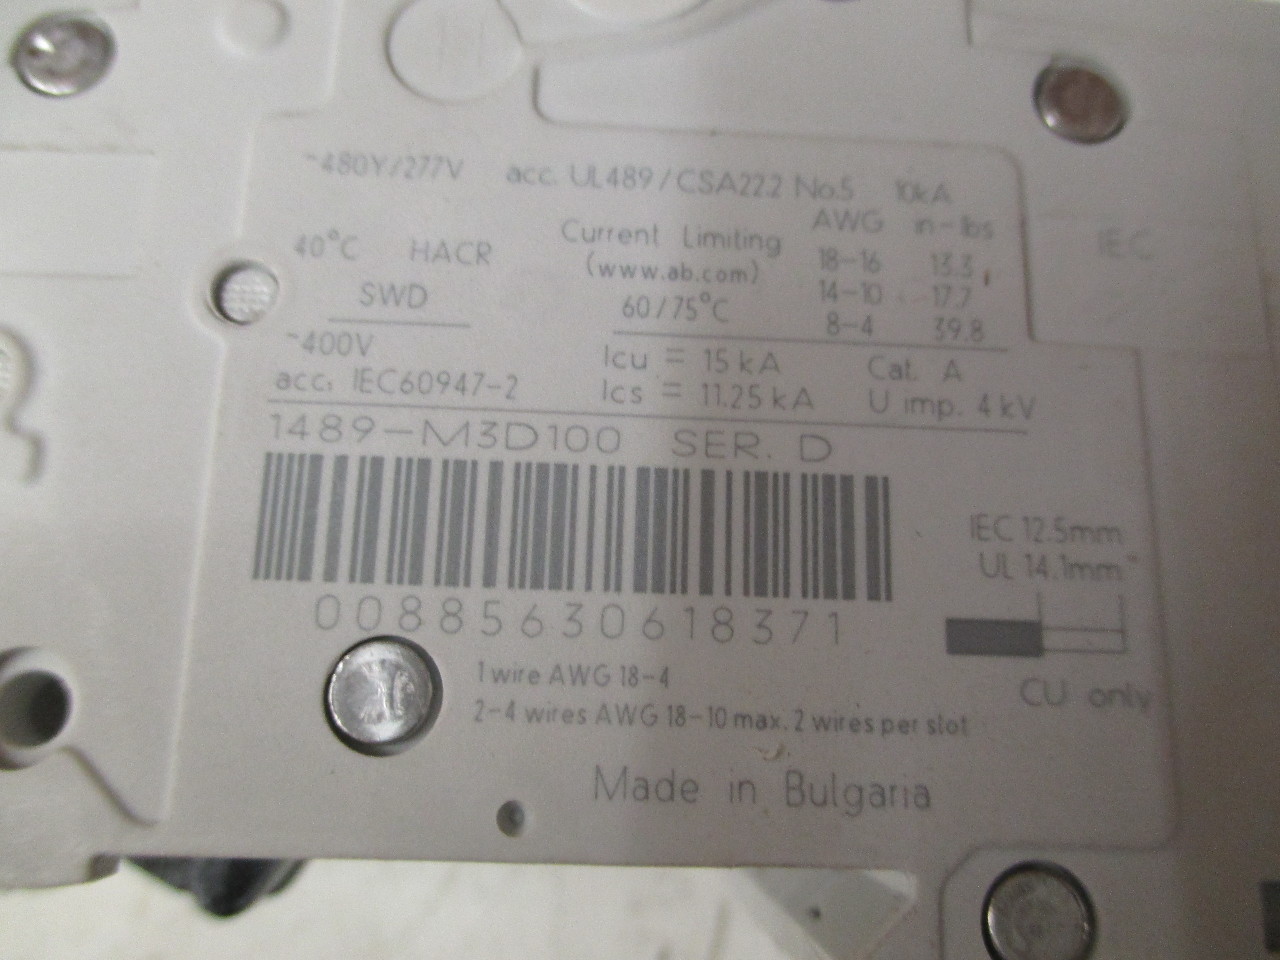 ~480Y/277V acc. UL489/CSA22.2 No.5 10kA
40°C HACR Current Limiting AWG in-lbs
(www.ab.com) 18-16 13.3
SWD 60/75°C 14-10 17.7
8-4 39.8
IEC
~400V Icu = 15 kA Cat. A
acc. IEC60947-2 Ics = 11.25 kA U imp. 4 kV
1489-M3D100 SER. D
0 0885630618371
IEC 12.5mm
UL 14.1mm
CU only
1 wire AWG 18-4
2-4 wires AWG 18-10 max. 2 wires per slot
Made in Bulgaria